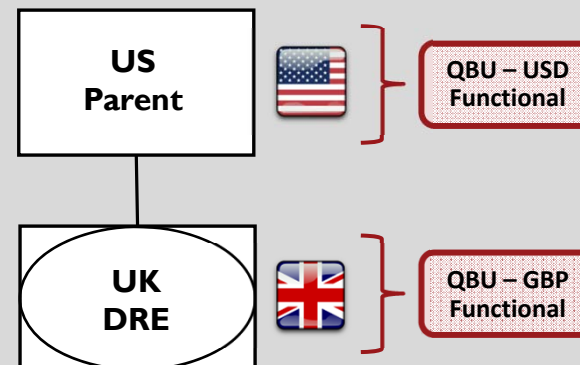 US
Parent
QBU – USD
Functional
UK
DRE
QBU – GBP
Functional